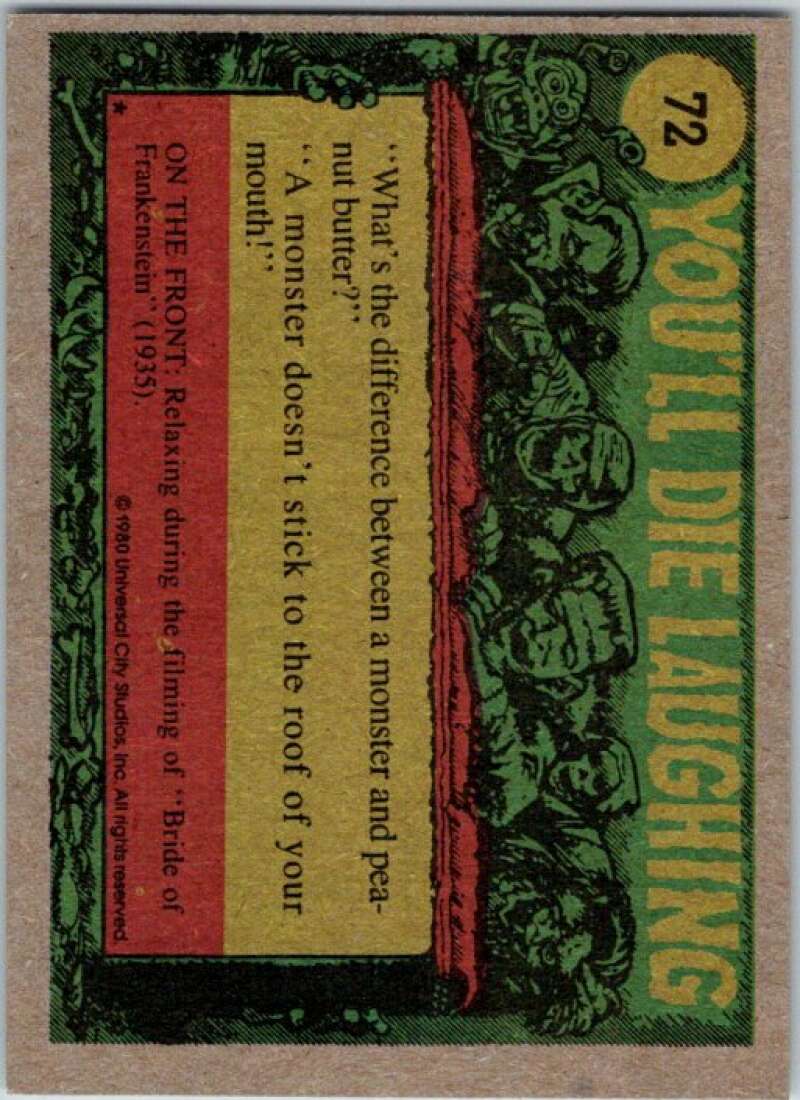 72
YOU'LL DIE LAUGHING
“What's the difference between a monster and pea-
nut butter?”
“A monster doesn't stick to the roof of your
mouth!”
ON THE FRONT: Relaxing during the filming of “Bride of
Frankenstein” (1935).
*
©1980 Universal City Studios, Inc. All rights reserved